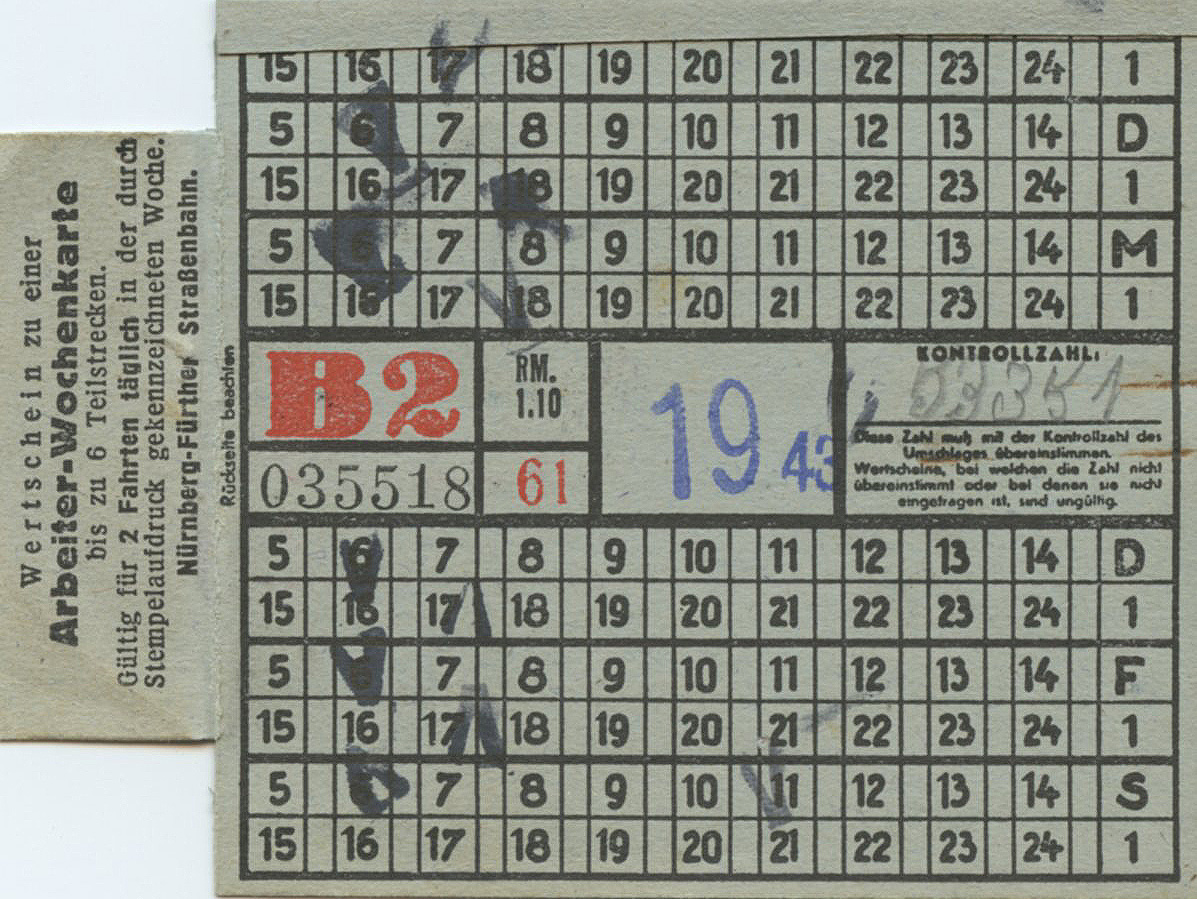 Wertschein zu einer
Arbeiter-Wochenkarte
bis zu 6 Teilstrecken.
Gültig für 2 Fahrten täglich in der durch
Stempelaufdruck gekennzeichneten Woche.
Nürnberg-Fürther Straßenbahn.
Rückseite beachten
15 16 17 18 19 20 21 22 23 24 1
5 6 7 8 9 10 11 12 13 14 D
15 16 17 18 19 20 21 22 23 24 1
5 6 7 8 9 10 11 12 13 14 M
15 16 17 18 19 20 21 22 23 24 1
B2
RM.
1.10
035518
61
19 43
KONTROLLZAHL:
53351
Diese Zahl muß mit der Kontrollzahl des
Umschlages übereinstimmen.
Wertscheine, bei welchen die Zahl nicht
übereinstimmt oder bei denen sie nicht
eingetragen ist, sind ungültig.
5 6 7 8 9 10 11 12 13 14 D
15 16 17 18 19 20 21 22 23 24 1
5 6 7 8 9 10 11 12 13 14 F
15 16 17 18 19 20 21 22 23 24 1
5 6 7 8 9 10 11 12 13 14 S
15 16 17 18 19 20 21 22 23 24 1